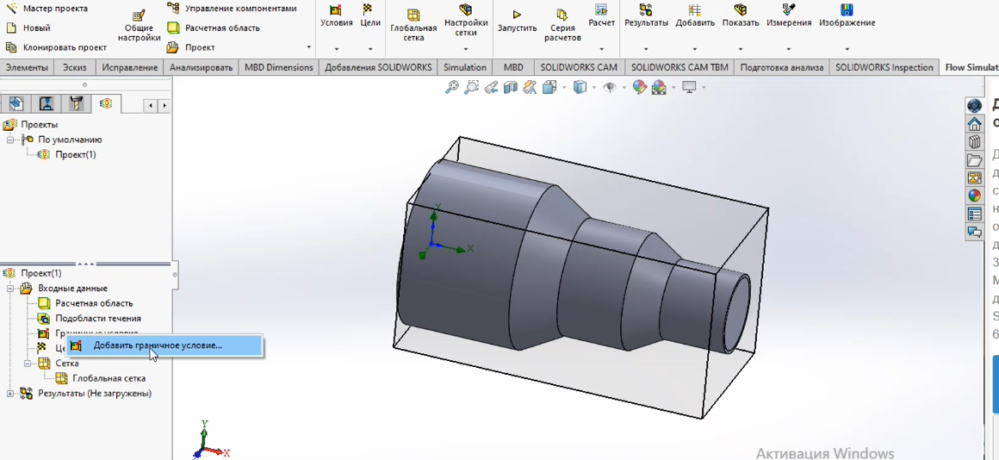 Мастер проекта
Новый
Клонировать проект
Общие
настройки
Управление компонентами
Расчетная область
Проект
Условия
Цели
Глобальная
сетка
Настройки
сетки
Запустить
Серия
расчетов
Расчет
Результаты
Добавить
Показать
Измерения
Изображение
Элементы
Эскиз
Исправление
Анализировать
MBD Dimensions
Добавления SOLIDWORKS
Simulation
MBD
SOLIDWORKS CAM
SOLIDWORKS CAM TBM
Подготовка анализа
SOLIDWORKS Inspection
Flow Simulat
Проекты
По умолчанию
Проект(1)
Y
X
Проект(1)
Входные данные
Расчетная область
Подобласти течения
Граничные условия
Це
Добавить граничное условие...
Сетка
Глобальная сетка
Результаты (Не загружены)
Y
X
Z
Активация Windows